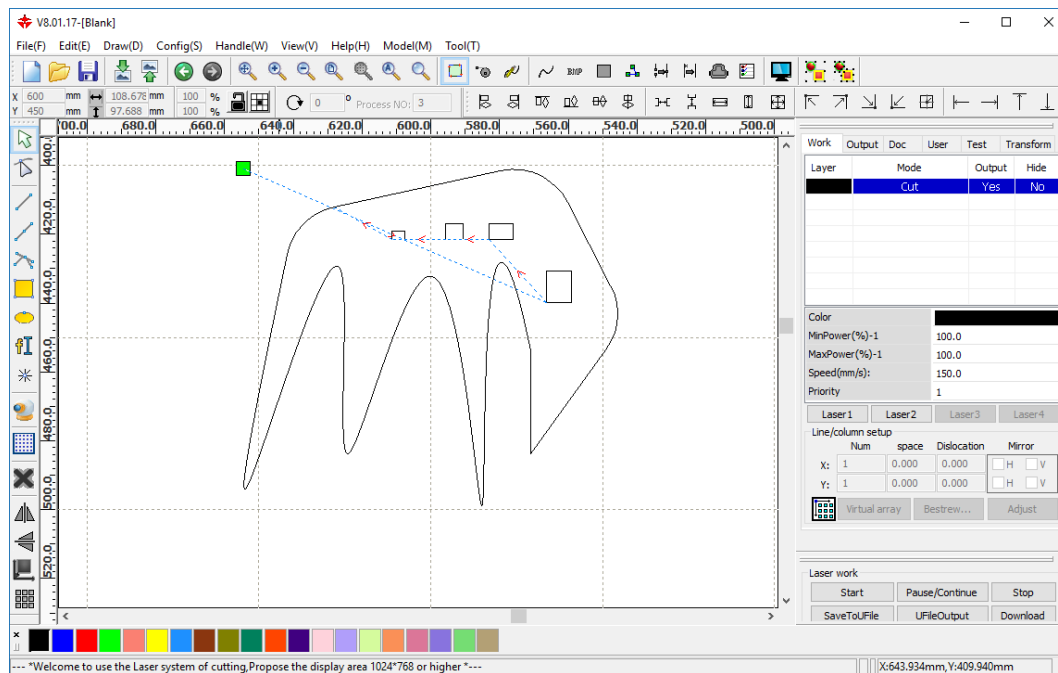 V8.01.17-[Blank]
File(F) Edit(E) Draw(D) Config(S) Handle(W) View(V) Help(H) Model(M) Tool(T)
BMP
X 600 mm 108.678 mm 100 %
Y 450 mm 97.688 mm 100 %
0 ° Process NO: 3
700.0 680.0 660.0 640.0 620.0 600.0 580.0 560.0 540.0 520.0 500.0
400.0
420.0
440.0
460.0
480.0
500.0
520.0
Work Output Doc User Test Transform
Layer Mode Output Hide
Cut Yes No
Color
MinPower(%)-1 100.0
MaxPower(%)-1 100.0
Speed(mm/s): 150.0
Priority 1
Laser1 Laser2 Laser3 Laser4
Line/column setup
Num space Dislocation Mirror
X: 1 0.000 0.000 H V
Y: 1 0.000 0.000 H V
Virtual array Bestrew... Adjust
Laser work
Start Pause/Continue Stop
SaveToUFile UFileOutput Download
--- *Welcome to use the Laser system of cutting,Propose the display area 1024*768 or higher *---
X:643.934mm,Y:409.940mm